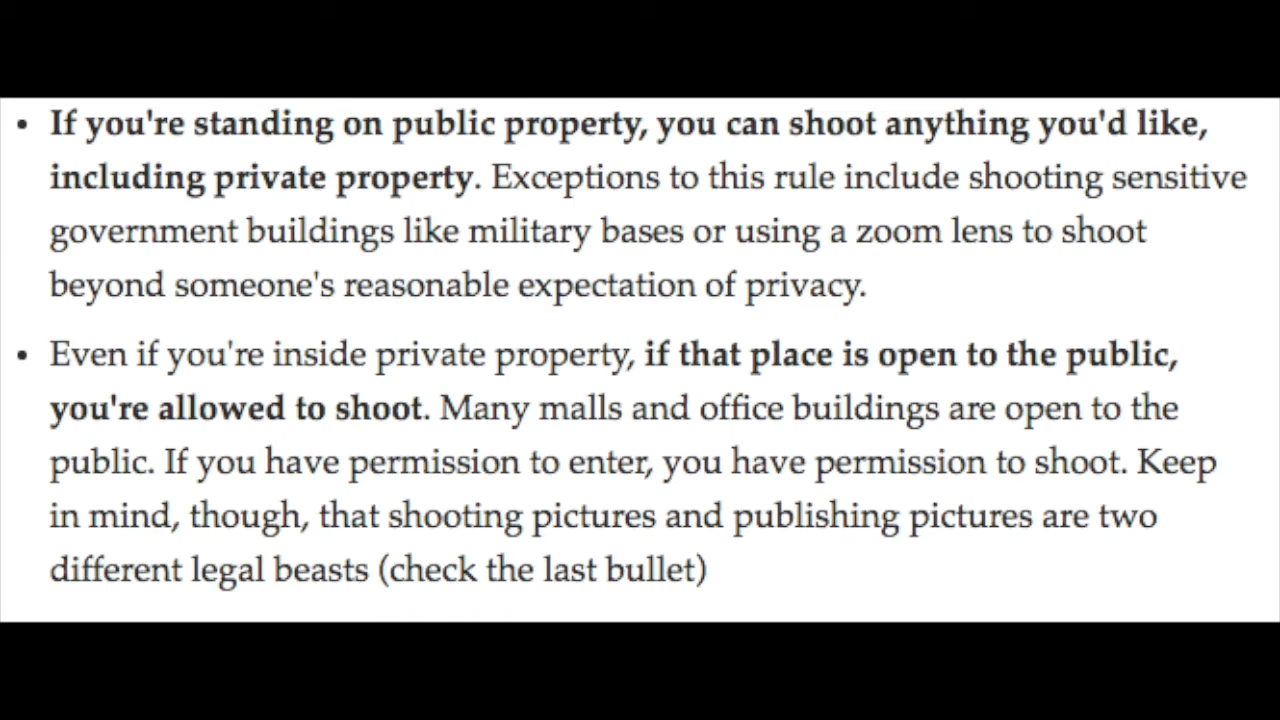 • If you're standing on public property, you can shoot anything you'd like,
including private property. Exceptions to this rule include shooting sensitive
government buildings like military bases or using a zoom lens to shoot
beyond someone's reasonable expectation of privacy.
• Even if you're inside private property, if that place is open to the public,
you're allowed to shoot. Many malls and office buildings are open to the
public. If you have permission to enter, you have permission to shoot. Keep
in mind, though, that shooting pictures and publishing pictures are two
different legal beasts (check the last bullet)